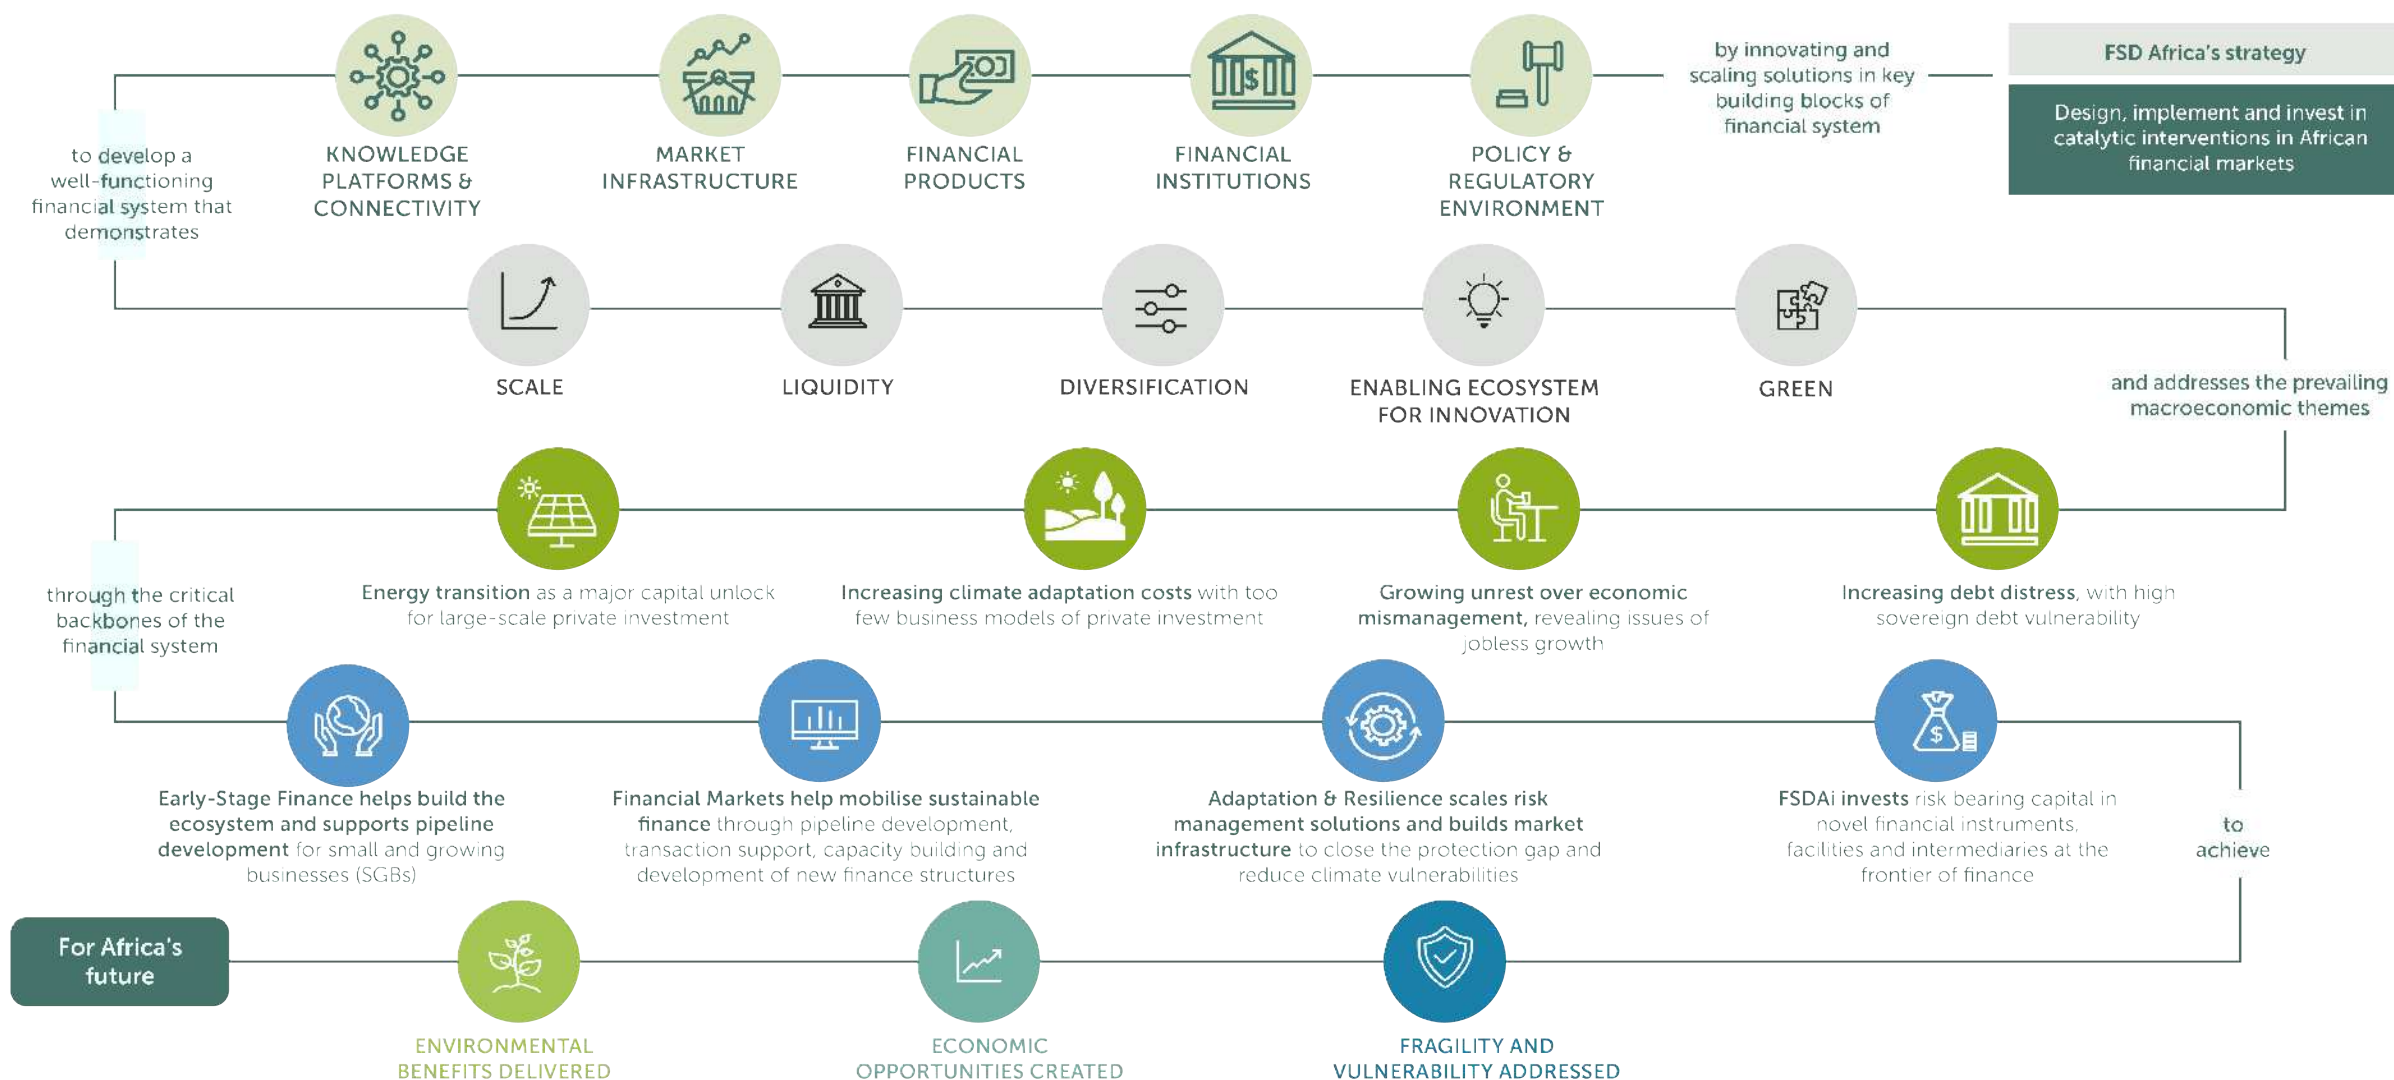 FSD Africa's strategy
Design, implement and invest in
catalytic interventions in African
financial markets
by innovating and
scaling solutions in key
building blocks of
financial system
POLICY &
REGULATORY
ENVIRONMENT
FINANCIAL
INSTITUTIONS
FINANCIAL
PRODUCTS
MARKET
INFRASTRUCTURE
KNOWLEDGE
PLATFORMS &
CONNECTIVITY
to develop a
well-functioning
financial system that
demonstrates
SCALE
LIQUIDITY
DIVERSIFICATION
ENABLING ECOSYSTEM
FOR INNOVATION
GREEN
and addresses the prevailing
macroeconomic themes
Increasing debt distress, with high
sovereign debt vulnerability
Growing unrest over economic
mismanagement, revealing issues of
jobless growth
Increasing climate adaptation costs with too
few business models of private investment
Energy transition as a major capital unlock
for large-scale private investment
through the critical
backbones of the
financial system
Early-Stage Finance helps build the
ecosystem and supports pipeline
development for small and growing
businesses (SGBs)
Financial Markets help mobilise sustainable
finance through pipeline development,
transaction support, capacity building and
development of new finance structures
Adaptation & Resilience scales risk
management solutions and builds market
infrastructure to close the protection gap and
reduce climate vulnerabilities
FSDAi invests risk bearing capital in
novel financial instruments,
facilities and intermediaries at the
frontier of finance
to
achieve
FRAGILITY AND
VULNERABILITY ADDRESSED
ECONOMIC
OPPORTUNITIES CREATED
ENVIRONMENTAL
BENEFITS DELIVERED
For Africa's
future